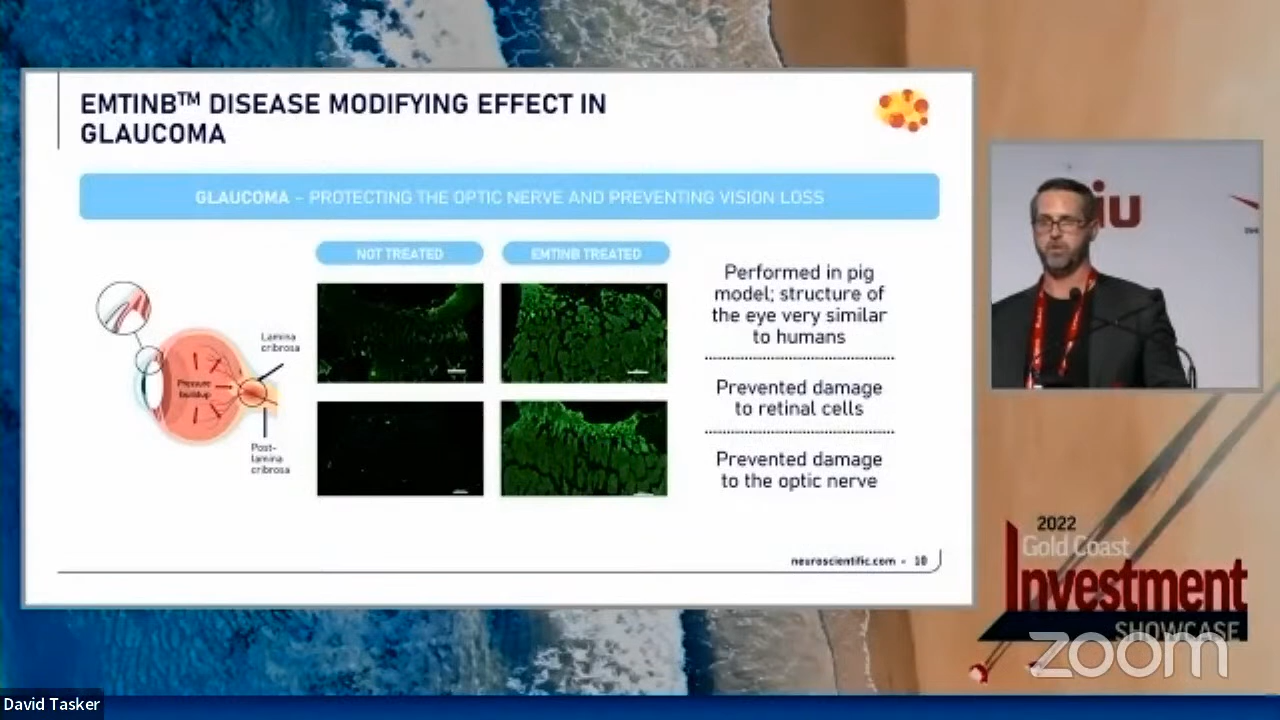 EMTINB™ DISEASE MODIFYING EFFECT IN
GLAUCOMA
GLAUCOMA – PROTECTING THE OPTIC NERVE AND PREVENTING VISION LOSS
NOT TREATED
EMTINB TREATED
Lamina
cribrosa
Pressure
buildup
Post-
lamina
cribrosa
Performed in pig
model; structure of
the eye very similar
to humans
Prevented damage
to retinal cells
Prevented damage
to the optic nerve
neuroscientific.com - 10
iu
2022
Gold Coast
Investment
SHOWCASE
zoom
David Tasker